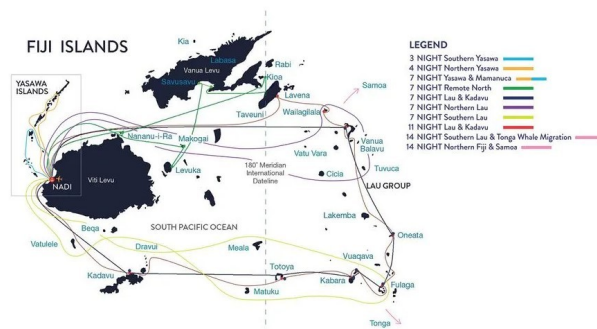 FIJI ISLANDS
Kia
Labasa
Vanua Levu
Savusavu
Rabi
Kioa
YASAWA
ISLANDS
Lavena
Taveuni
Wailagilala
Samoa
Nananu-i-Ra
Makogai
Levuka
Vanua
Balavu
Vatu Vara
Tuvuca
180˚ Meridian
International
Dateline
Cicia
LAU GROUP
NADI
Viti Levu
Lakemba
SOUTH PACIFIC OCEAN
Beqa
Oneata
Vatulele
Dravui
Meala
Vuaqava
Kadavu
Totoya
Kabara
Fulaga
Matuku
Tonga
LEGEND
3 NIGHT Southern Yasawa
4 NIGHT Northern Yasawa
7 NIGHT Yasawa & Mamanuca
7 NIGHT Remote North
7 NIGHT Lau & Kadavu
7 NIGHT Northern Lau
7 NIGHT Southern Lau
11 NIGHT Lau & Kadavu
14 NIGHT Southern Lau & Tonga Whale Migration
14 NIGHT Northern Fiji & Samoa